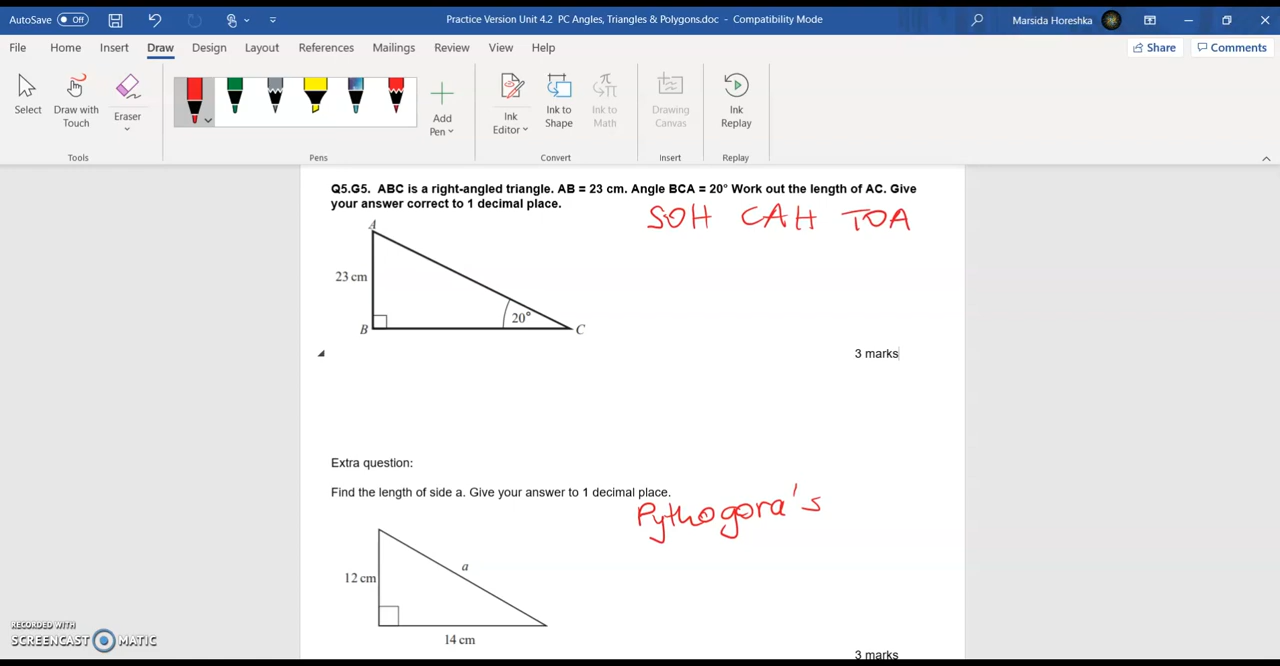 AutoSave Off
Practice Version Unit 4.2 PC Angles, Triangles & Polygons.doc - Compatibility Mode
Marsida Horeshka
File Home Insert Draw Design Layout References Mailings Review View Help
Share Comments
Select
Draw with Touch
Eraser
Add Pen
Ink Editor
Ink to Shape
Ink to Math
Drawing Canvas
Ink Replay
Tools
Pens
Convert
Insert
Replay
Q5.G5. ABC is a right-angled triangle. AB = 23 cm. Angle BCA = 20° Work out the length of AC. Give
your answer correct to 1 decimal place.
SOH CAH TOA
A
23 cm
20°
B
C
3 marks
Extra question:
Find the length of side a. Give your answer to 1 decimal place.
Pythogora's
a
12 cm
14 cm
3 marks
RECORDED WITH
SCREENCAST MATIC